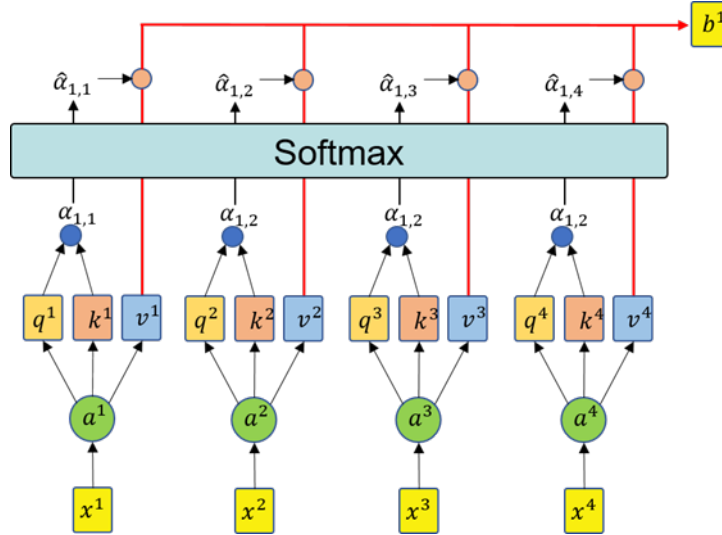 b¹
α̂₁,₁ α̂₁,₂ α̂₁,₃ α̂₁,₄
Softmax
α₁,₁ α₁,₂ α₁,₂ α₁,₂
q¹ k¹ v¹ q² k² v² q³ k³ v³ q⁴ k⁴ v⁴
a¹ a² a³ a⁴
x¹ x² x³ x⁴